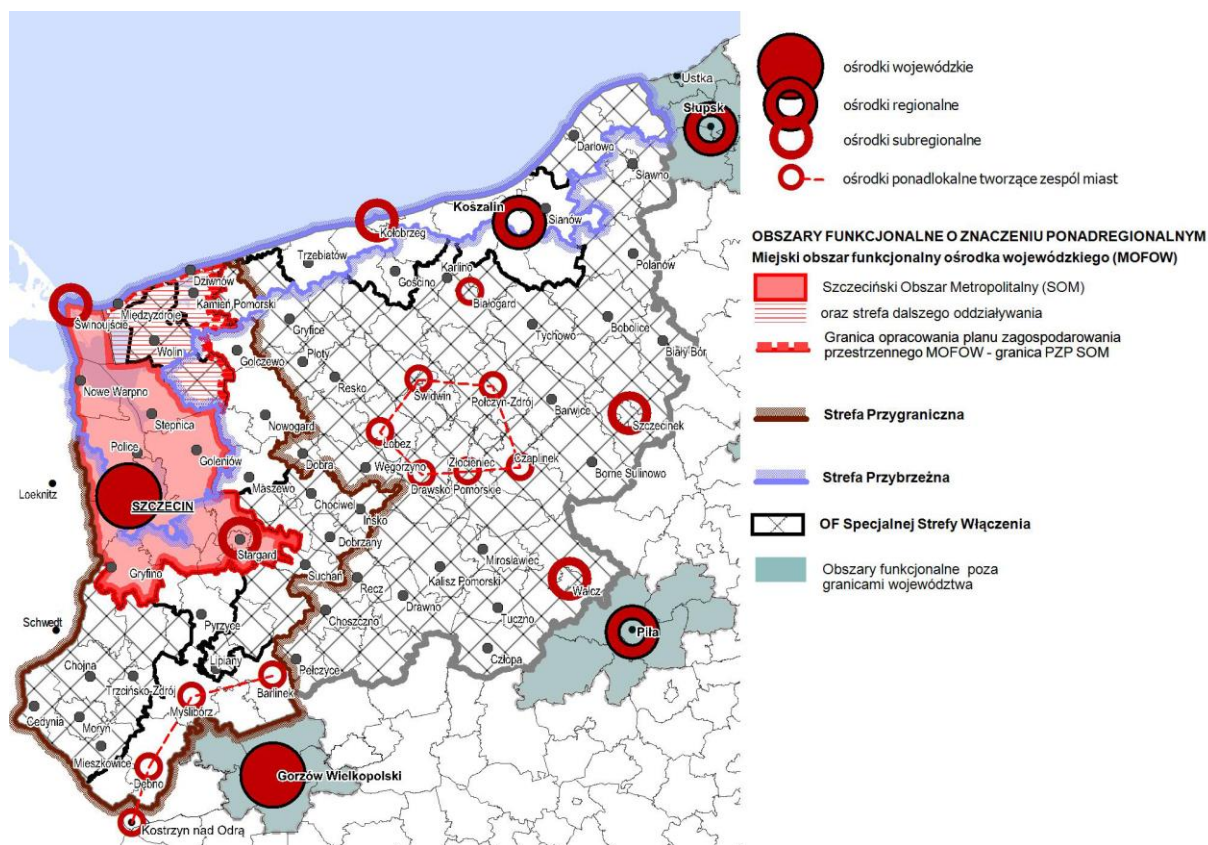 Ustka
Słupsk
Darłowo
Sławno
Koszalin
Sianów
Kołobrzeg
Trzebiatów
Gościno
Karlino
Polanów
Dziwnów
Kamień Pomorski
Międzyzdroje
Świnoujście
Wolin
Białogard
Bobolice
Tychowo
Biały Bór
Gryfice
Płoty
Golczewo
Resko
Świdwin
Połczyn-Zdrój
Barwice
Szczecinek
Nowe Warpno
Stepnica
Nowogard
Łobez
Police
Goleniów
Dobra
Węgorzyno
Złocieniec
Czaplinek
Drawsko Pomorskie
Borne Sulinowo
Maszewo
Loeknitz
SZCZECIN
Chociwel
Ińsko
Stargard
Dobrzany
Mirosławiec
Gryfino
Suchań
Recz
Kalisz Pomorski
Wałcz
Drawno
Tuczno
Schwedt
Pyrzyce
Choszczno
Piła
Człopa
Chojna
Lipiany
Pełczyce
Trzcińsko-Zdrój
Barlinek
Myślibórz
Cedynia
Moryń
Mieszkowice
Dębno
Gorzów Wielkopolski
Kostrzyn nad Odrą
ośrodki wojewódzkie
ośrodki regionalne
ośrodki subregionalne
ośrodki ponadlokalne tworzące zespól miast
OBSZARY FUNKCJONALNE O ZNACZENIU PONADREGIONALNYM
Miejski obszar funkcjonalny ośrodka wojewódzkiego (MOFOW)
Szczeciński Obszar Metropolitalny (SOM)
oraz strefa dalszego oddziaływania
Granica opracowania planu zagospodarowania
przestrzennego MOFOW - granica PZP SOM
Strefa Przygraniczna
Strefa Przybrzeżna
OF Specjalnej Strefy Włączenia
Obszary funkcjonalne poza
granicami województwa